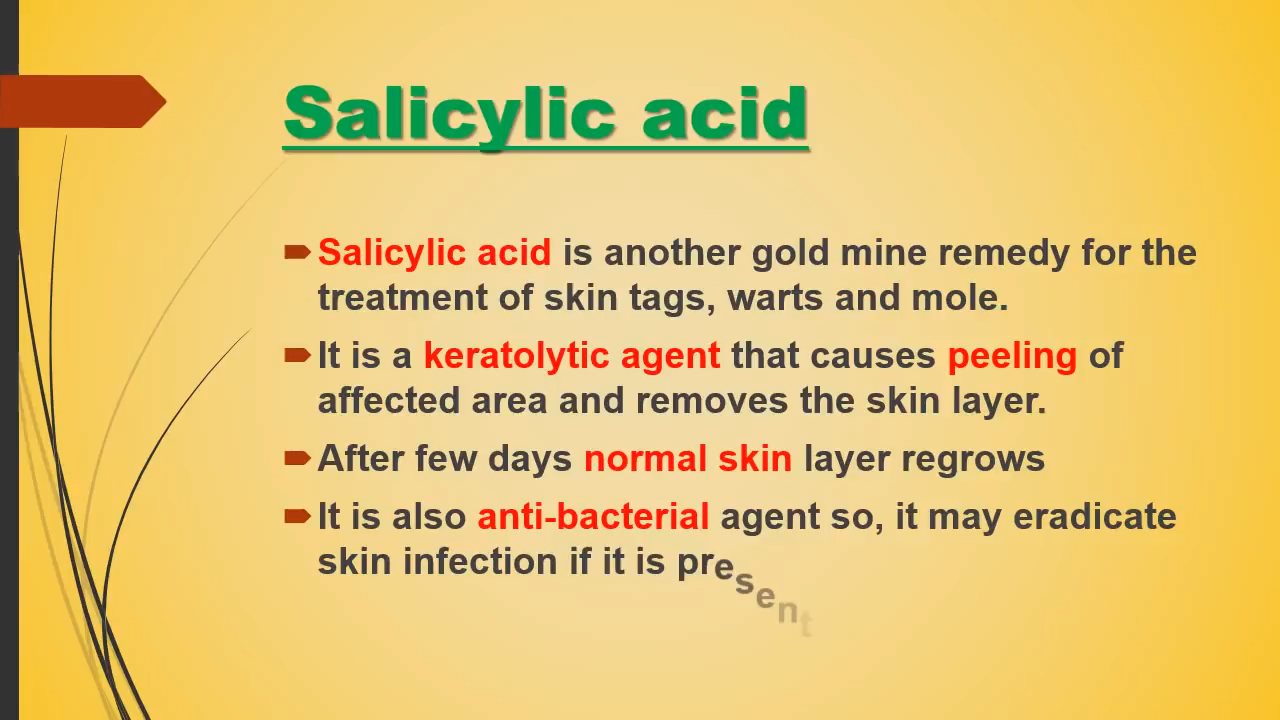 Salicylic acid
Salicylic acid is another gold mine remedy for the
treatment of skin tags, warts and mole.
It is a keratolytic agent that causes peeling of
affected area and removes the skin layer.
After few days normal skin layer regrows
It is also anti-bacterial agent so, it may eradicate
skin infection if it is present